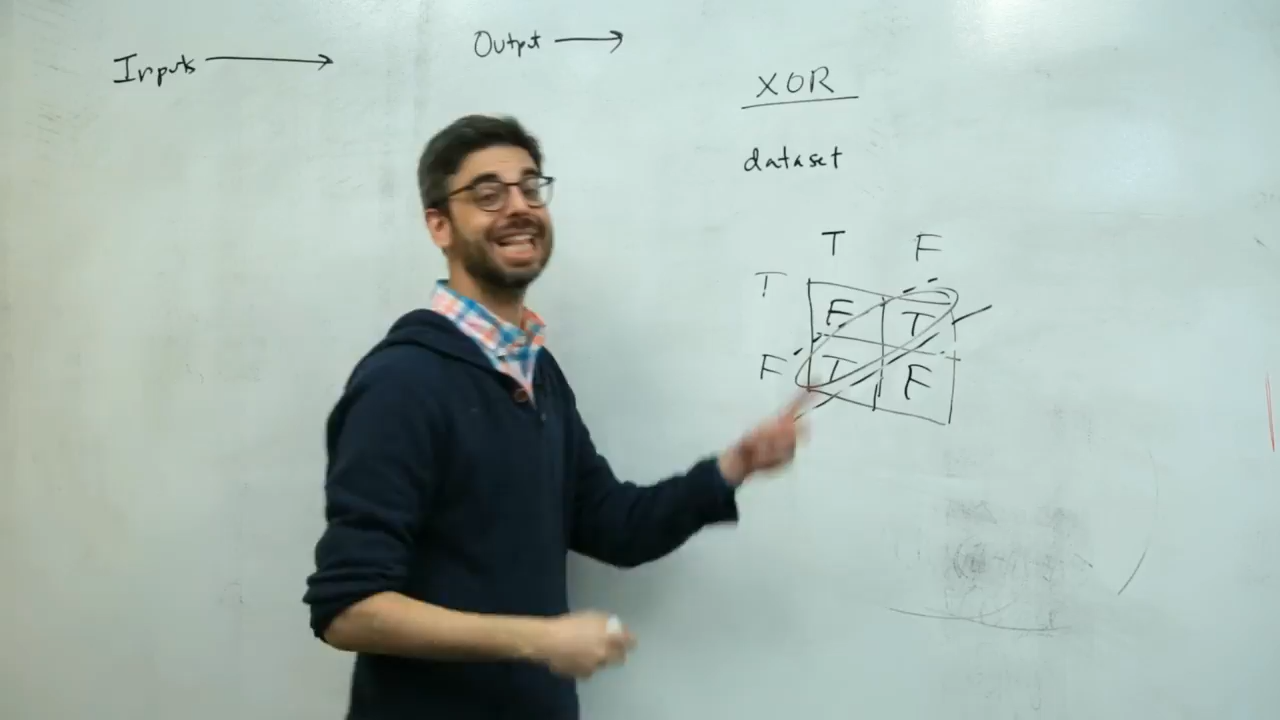 Inputs
Output
XOR
dataset
T F
T F T
F T F